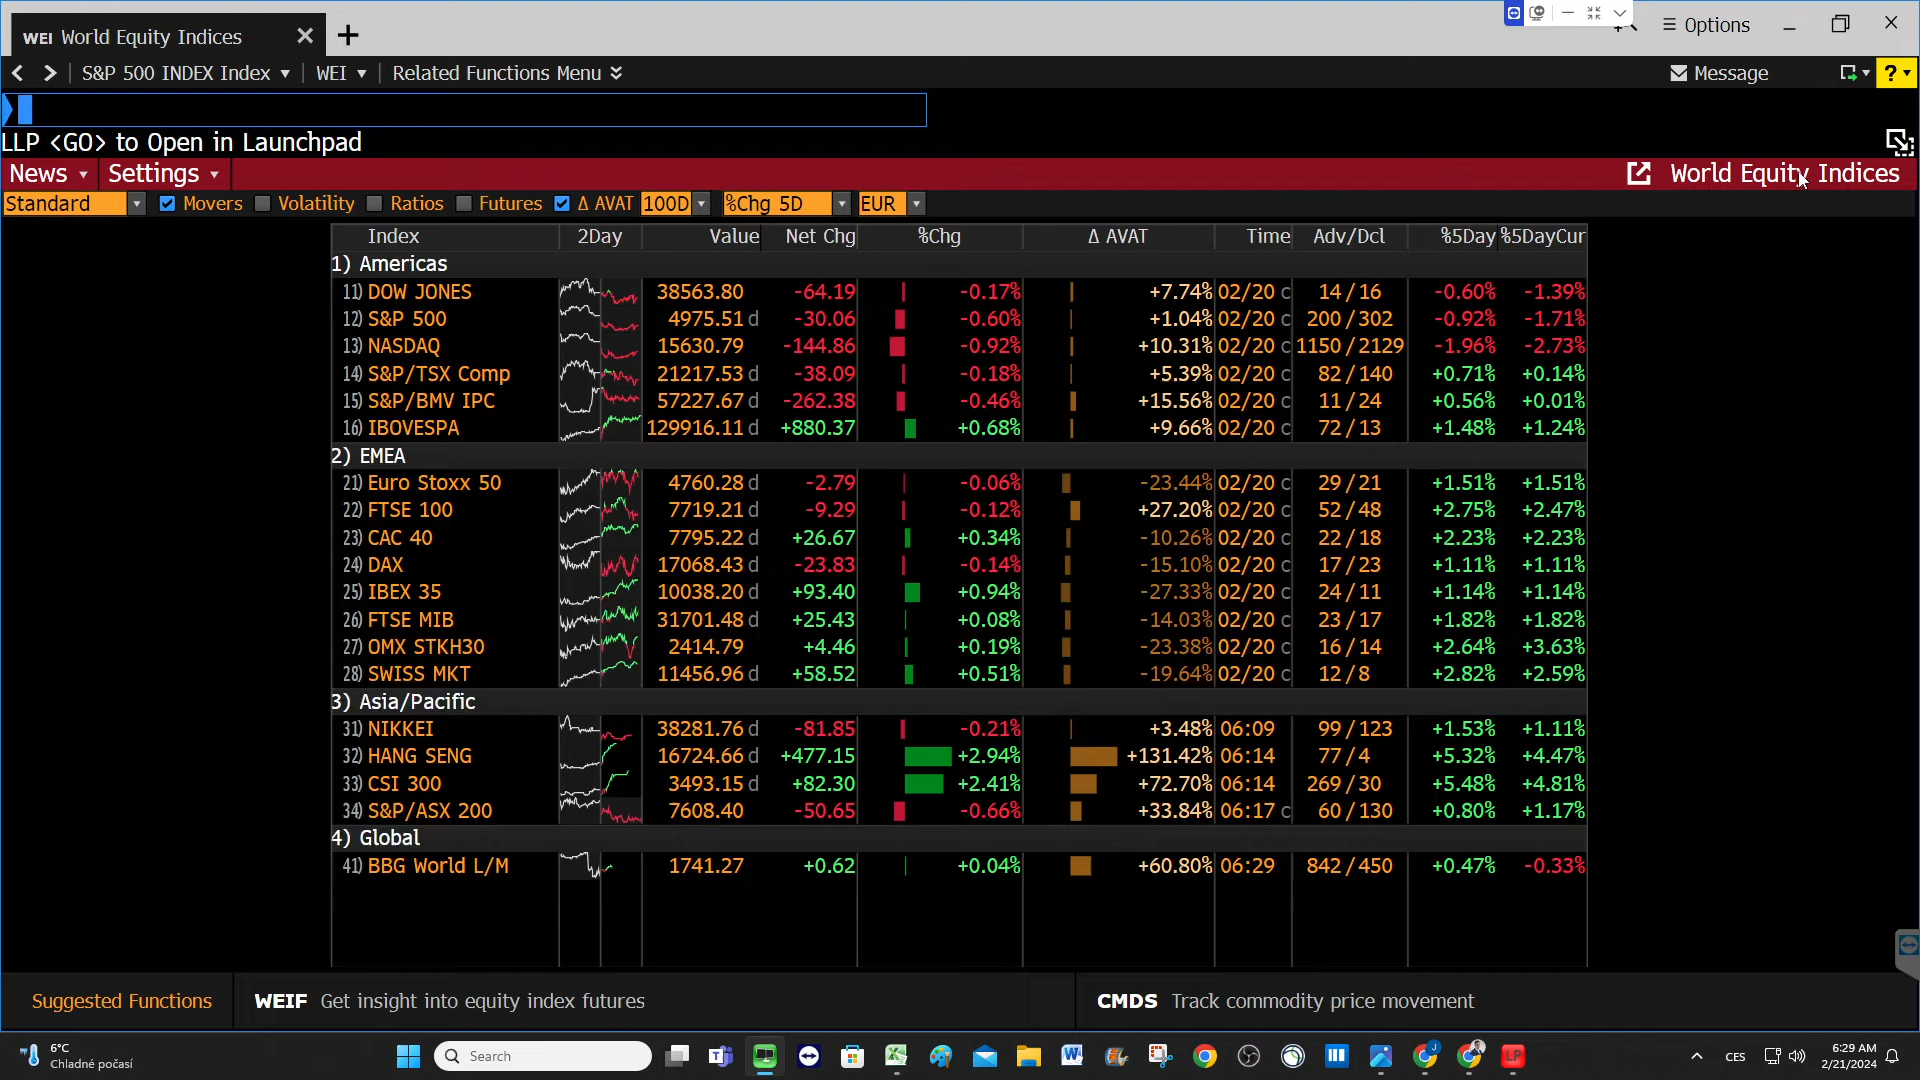 WEI World Equity Indices
Options
S&P 500 INDEX Index WEI Related Functions Menu
Message
?
LLP <GO> to Open in Launchpad
News Settings World Equity Indices
Standard Movers Volatility Ratios Futures Δ AVAT 100D %Chg 5D EUR
Index 2Day Value Net Chg %Chg Δ AVAT Time Adv/Dcl %5Day %5DayCur
1) Americas
11) DOW JONES 38563.80 -64.19 -0.17% +7.74% 02/20 c 14 / 16 -0.60% -1.39%
12) S&P 500 4975.51 d -30.06 -0.60% +1.04% 02/20 c 200 / 302 -0.92% -1.71%
13) NASDAQ 15630.79 -144.86 -0.92% +10.31% 02/20 c 1150 / 2129 -1.96% -2.73%
14) S&P/TSX Comp 21217.53 d -38.09 -0.18% +5.39% 02/20 c 82 / 140 +0.71% +0.14%
15) S&P/BMV IPC 57227.67 d -262.38 -0.46% +15.56% 02/20 c 11 / 24 +0.56% +0.01%
16) IBOVESPA 129916.11 d +880.37 +0.68% +9.66% 02/20 c 72 / 13 +1.48% +1.24%
2) EMEA
21) Euro Stoxx 50 4760.28 d -2.79 -0.06% -23.44% 02/20 c 29 / 21 +1.51% +1.51%
22) FTSE 100 7719.21 d -9.29 -0.12% +27.20% 02/20 c 52 / 48 +2.75% +2.47%
23) CAC 40 7795.22 d +26.67 +0.34% -10.26% 02/20 c 22 / 18 +2.23% +2.23%
24) DAX 17068.43 d -23.83 -0.14% -15.10% 02/20 c 17 / 23 +1.11% +1.11%
25) IBEX 35 10038.20 d +93.40 +0.94% -27.33% 02/20 c 24 / 11 +1.14% +1.14%
26) FTSE MIB 31701.48 d +25.43 +0.08% -14.03% 02/20 c 23 / 17 +1.82% +1.82%
27) OMX STKH30 2414.79 +4.46 +0.19% -23.38% 02/20 c 16 / 14 +2.64% +3.63%
28) SWISS MKT 11456.96 d +58.52 +0.51% -19.64% 02/20 c 12 / 8 +2.82% +2.59%
3) Asia/Pacific
31) NIKKEI 38281.76 d -81.85 -0.21% +3.48% 06:09 99 / 123 +1.53% +1.11%
32) HANG SENG 16724.66 d +477.15 +2.94% +131.42% 06:14 77 / 4 +5.32% +4.47%
33) CSI 300 3493.15 d +82.30 +2.41% +72.70% 06:14 269 / 30 +5.48% +4.81%
34) S&P/ASX 200 7608.40 -50.65 -0.66% +33.84% 06:17 c 60 / 130 +0.80% +1.17%
4) Global
41) BBG World L/M 1741.27 +0.62 +0.04% +60.80% 06:29 842 / 450 +0.47% -0.33%
Suggested Functions WEIF Get insight into equity index futures CMDS Track commodity price movement
6°C
Chladné počasí
Search
CES
6:29 AM
2/21/2024